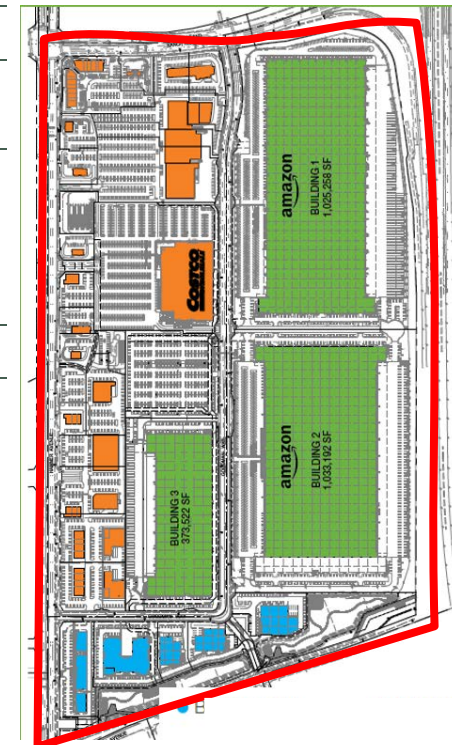 amazon
BUILDING 1
1,025,258 SF
COSTCO
amazon
BUILDING 2
1,033,192 SF
BUILDING 3
373,522 SF